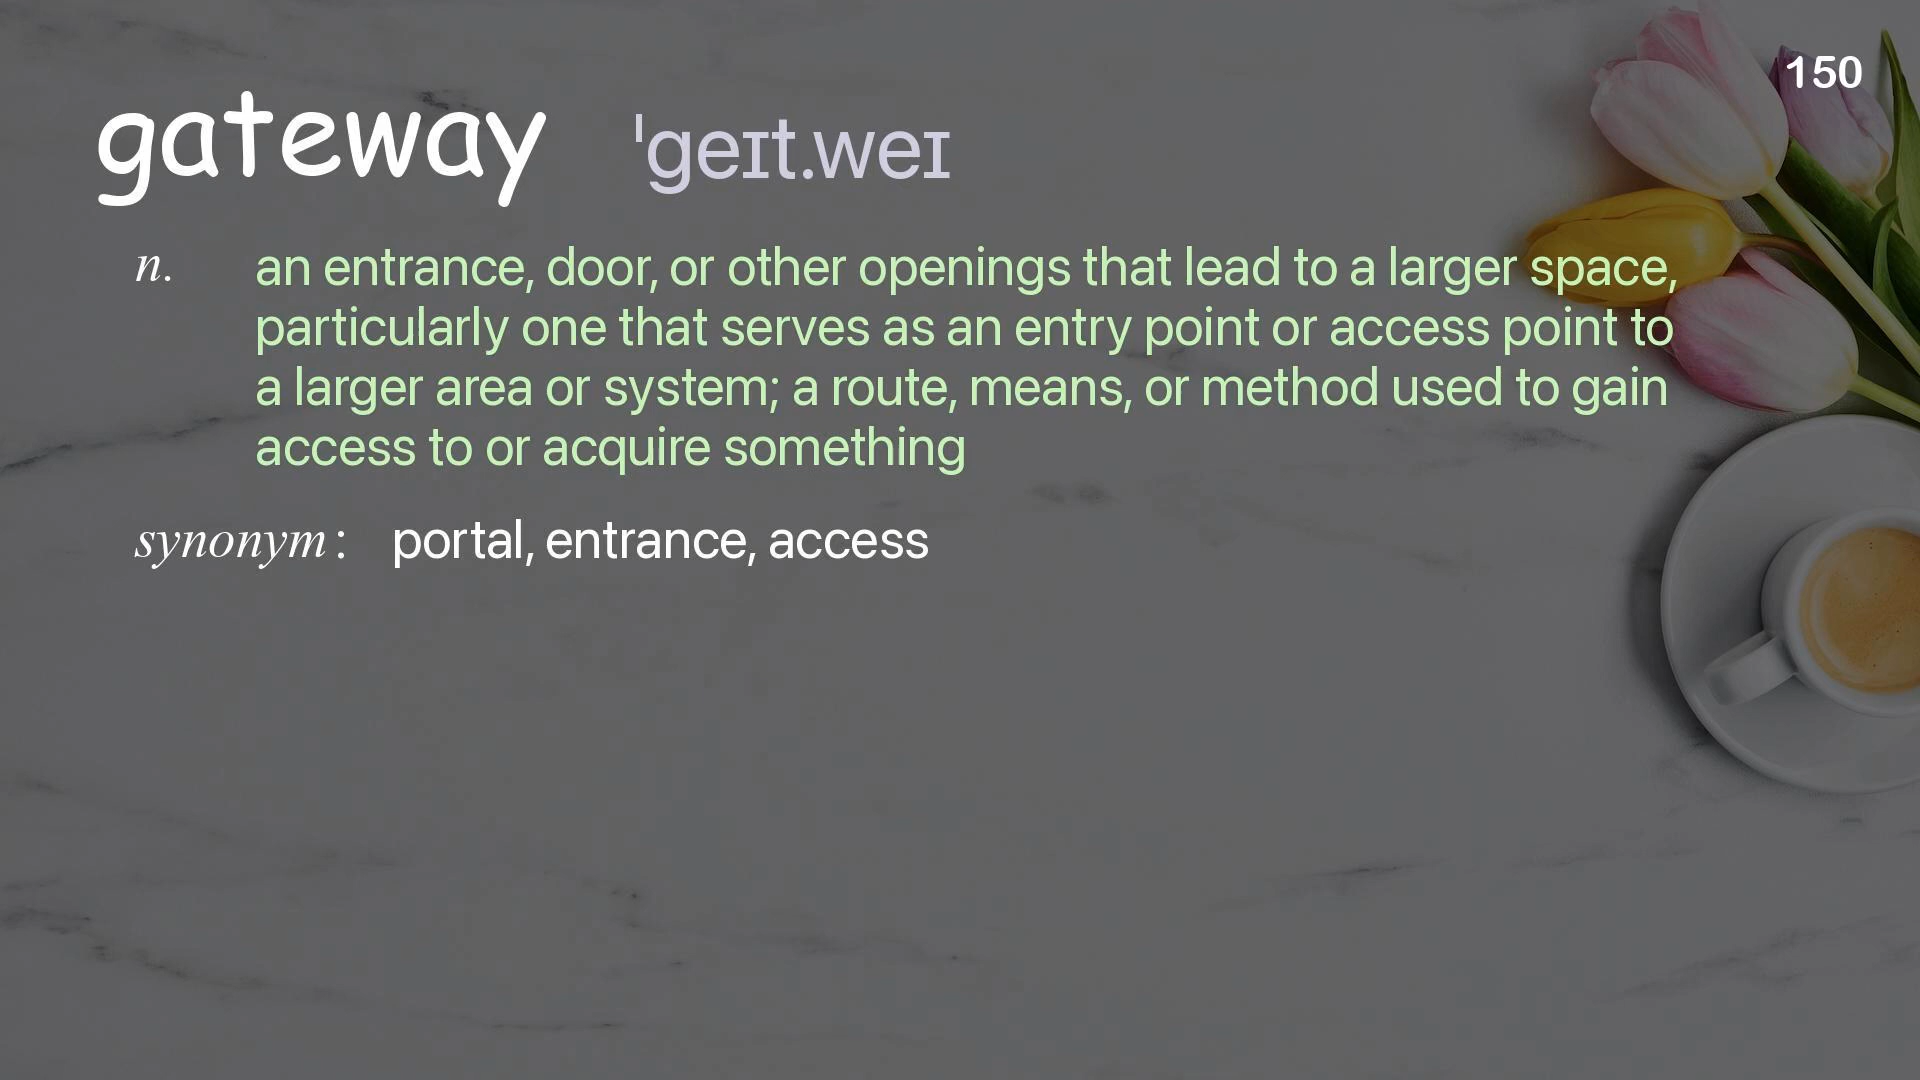 150
gateway ˈɡeɪt.weɪ
n. an entrance, door, or other openings that lead to a larger space,
particularly one that serves as an entry point or access point to
a larger area or system; a route, means, or method used to gain
access to or acquire something
synonym: portal, entrance, access